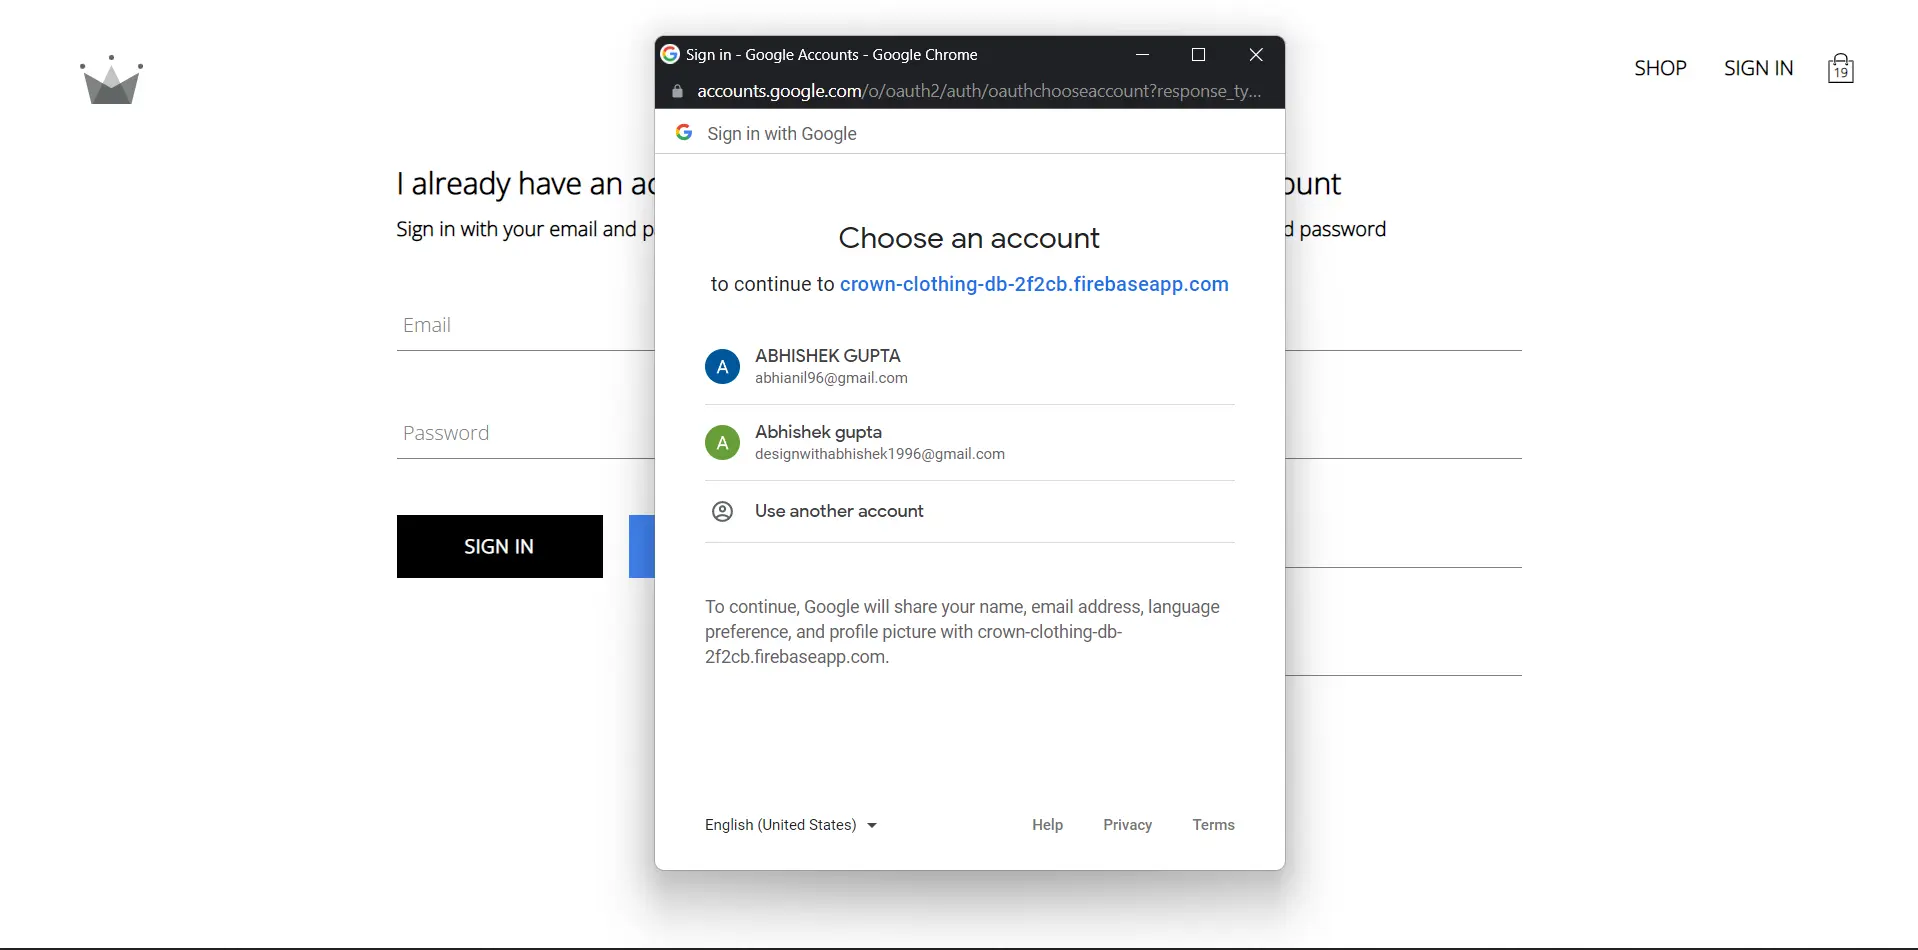 Sign in - Google Accounts - Google Chrome
accounts.google.com/o/oauth2/auth/oauthchooseaccount?response_ty...
SHOP SIGN IN 19
Sign in with Google
I already have an
Sign in with your email and
password
Email
Password
SIGN IN
Choose an account
to continue to crown-clothing-db-2f2cb.firebaseapp.com
A ABHISHEK GUPTA
abhianil96@gmail.com
A Abhishek gupta
designwithabhishek1996@gmail.com
Use another account
To continue, Google will share your name, email address, language
preference, and profile picture with crown-clothing-db-
2f2cb.firebaseapp.com.
English (United States) Help Privacy Terms